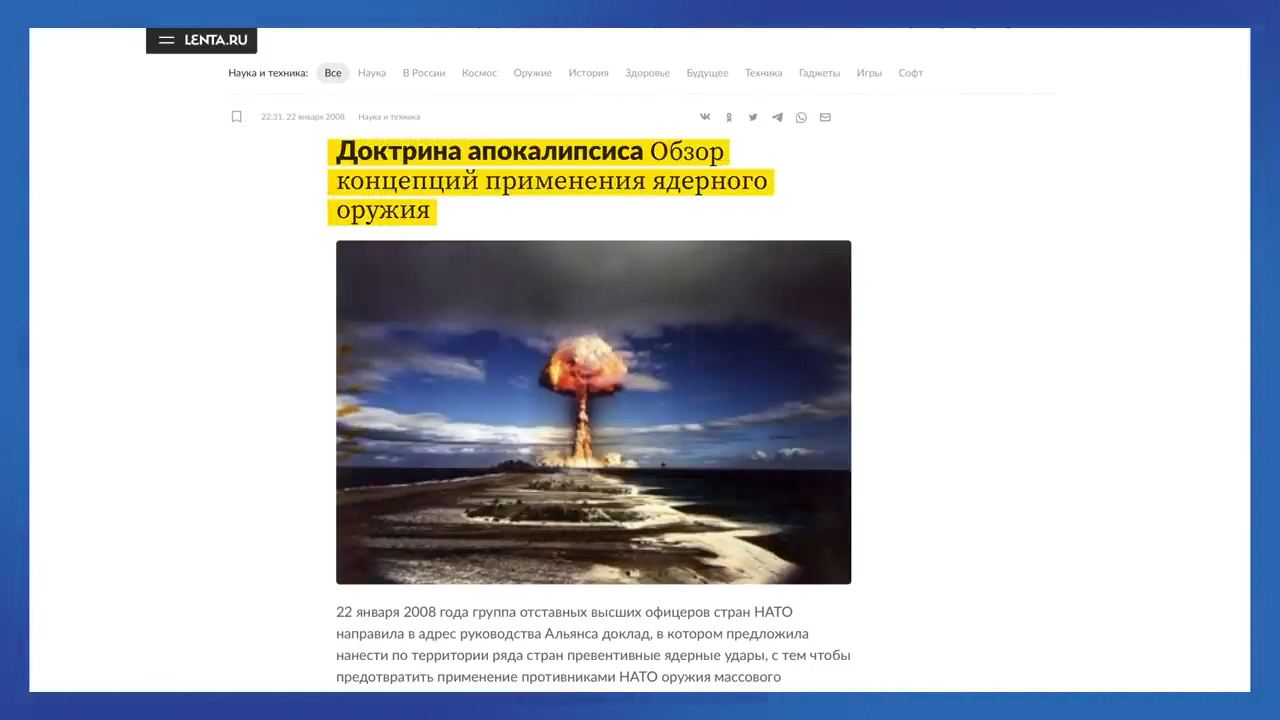 LENTA.RU
Наука и техника: Все Наука В России Космос Оружие История Здоровье Будущее Техника Гаджеты Игры Софт
22:31, 22 января 2008 Наука и техника
Доктрина апокалипсиса Обзор
концепций применения ядерного
оружия
22 января 2008 года группа отставных высших офицеров стран НАТО
направила в адрес руководства Альянса доклад, в котором предложила
нанести по территории ряда стран превентивные ядерные удары, с тем чтобы
предотвратить применение противниками НАТО оружия массового